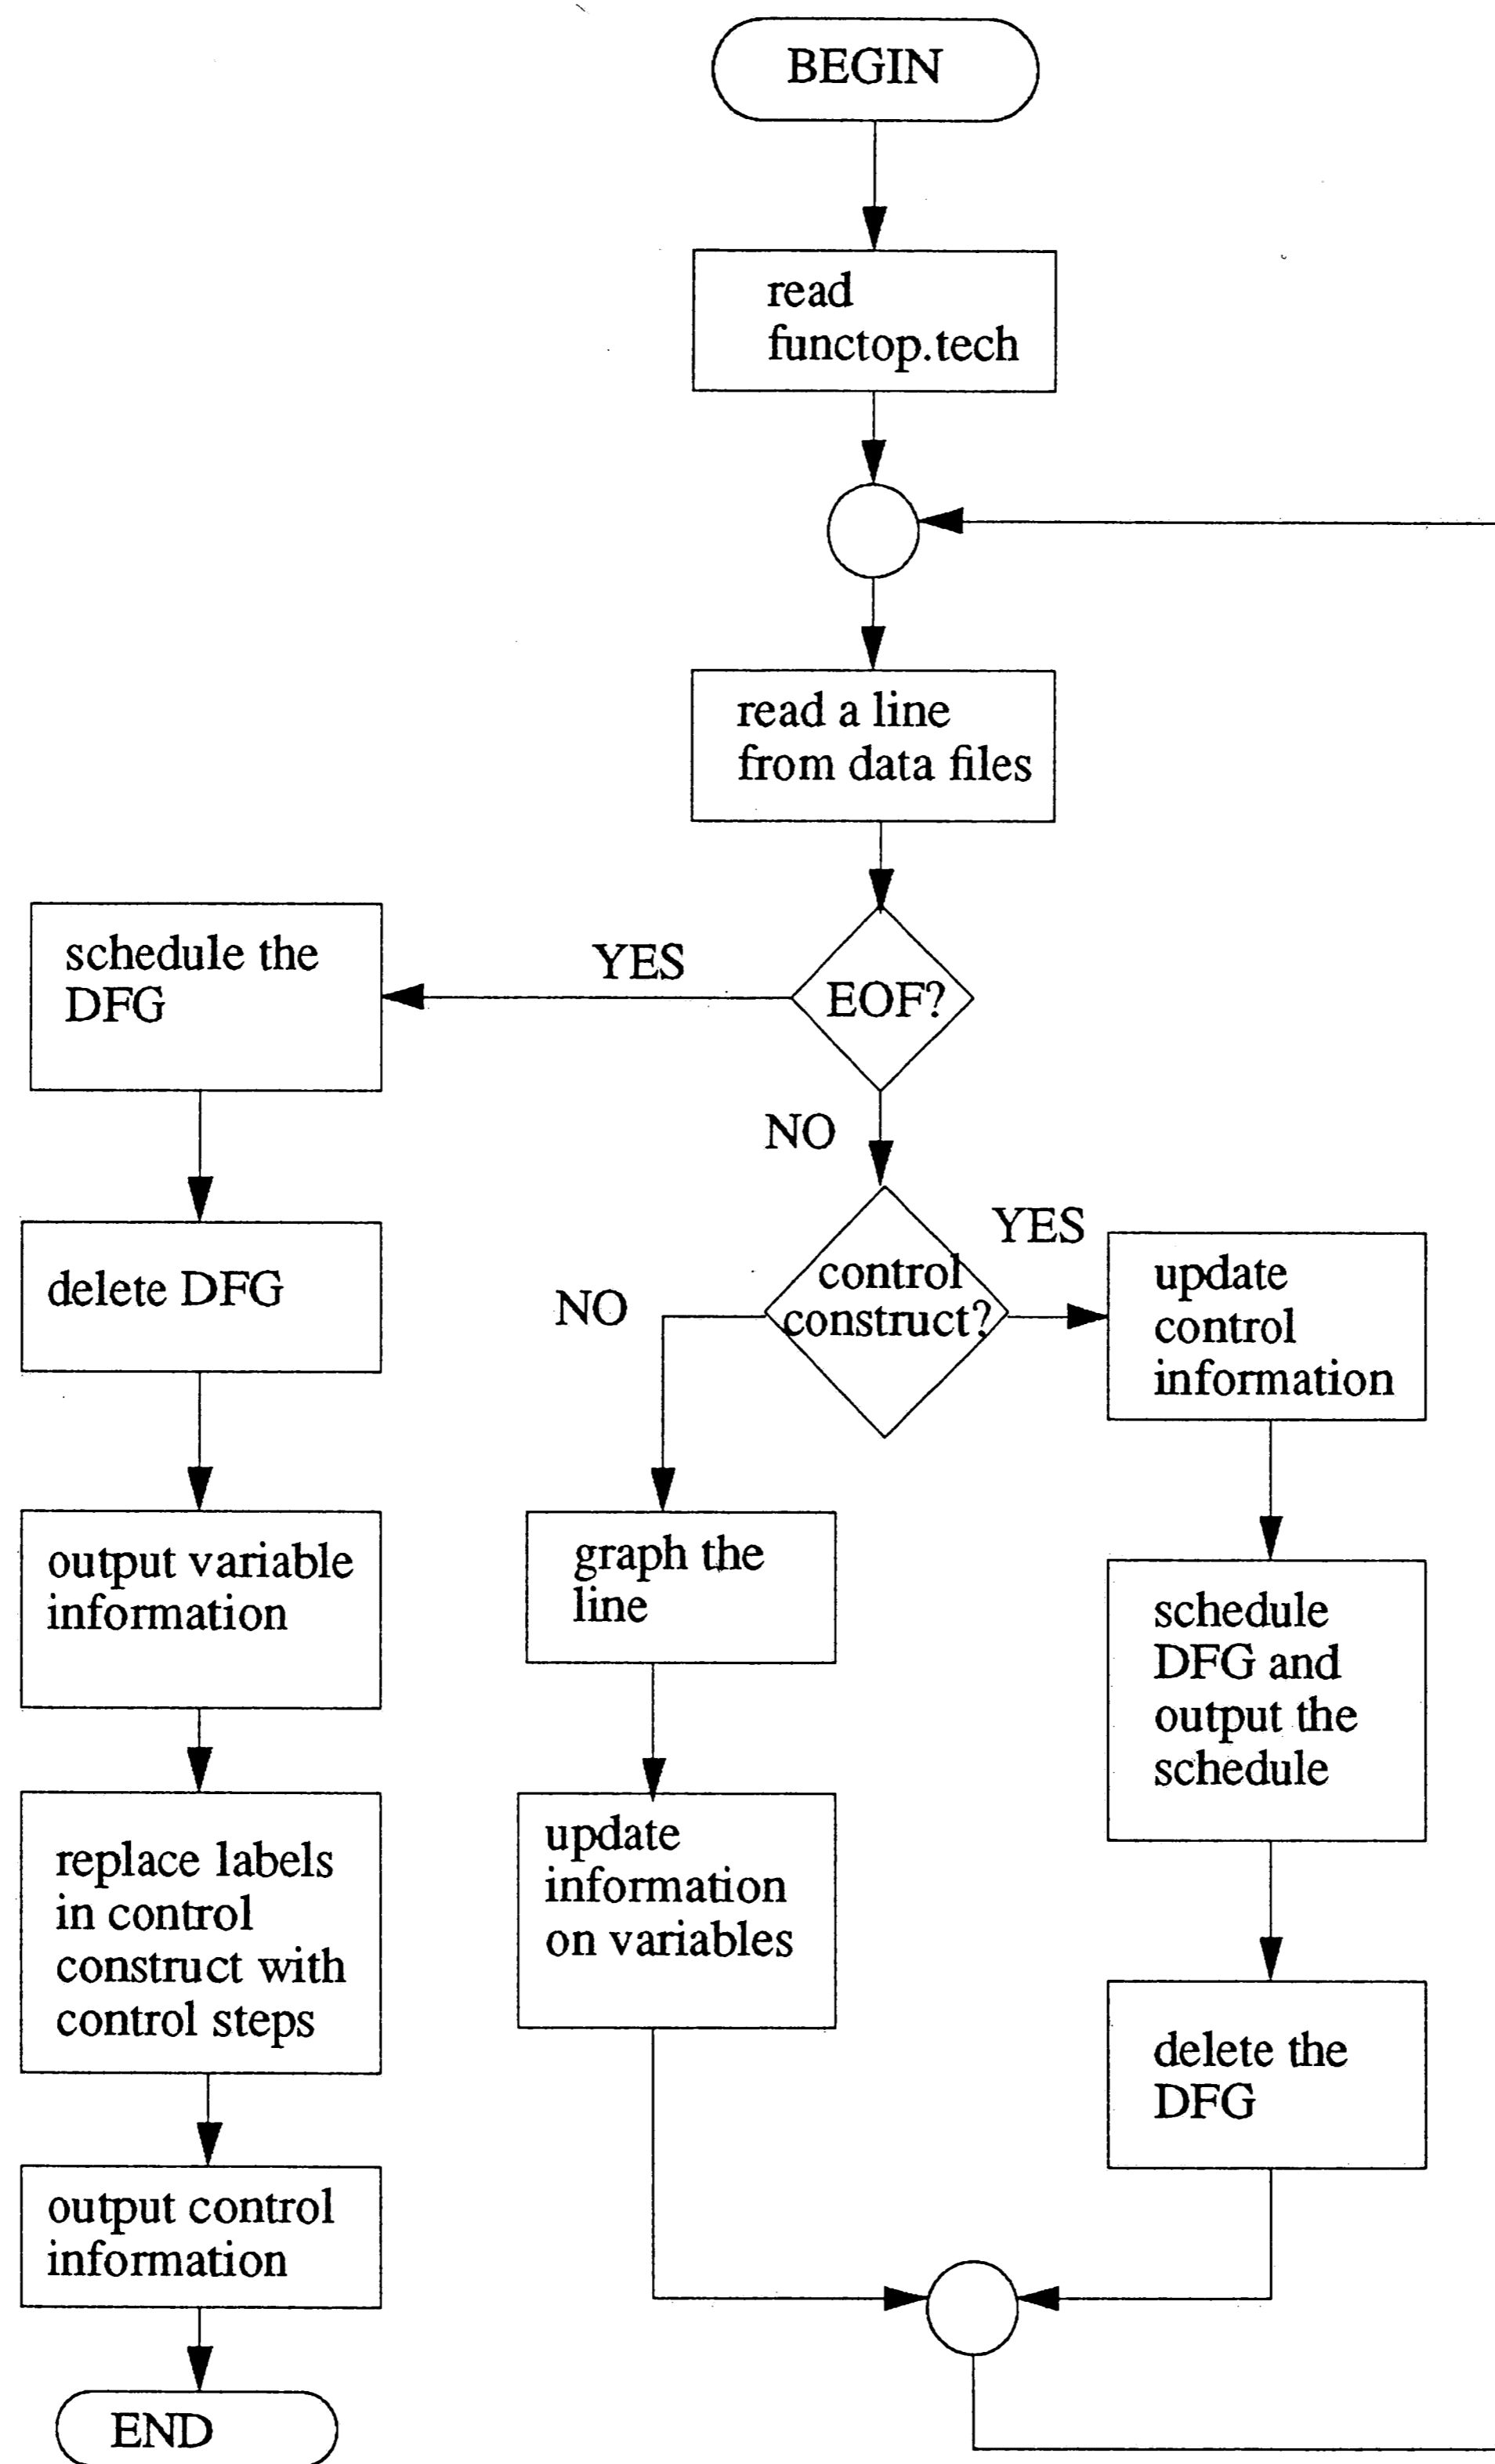 BEGIN
read
functop.tech
read a line
from data files
EOF?
YES
schedule the
DFG
NO
delete DFG
output variable
information
replace labels
in control
construct with
control steps
output control
information
END
control
construct?
NO
graph the
line
update
information
on variables
YES
update
control
information
schedule
DFG and
output the
schedule
delete the
DFG